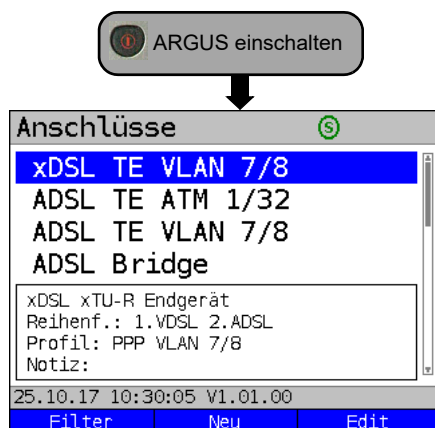 ARGUS einschalten
Anschlüsse S
xDSL TE VLAN 7/8
ADSL TE ATM 1/32
ADSL TE VLAN 7/8
ADSL Bridge
xDSL xTU-R Endgerät
Reihenf.: 1.VDSL 2.ADSL
Profil: PPP VLAN 7/8
Notiz:
25.10.17 10:30:05 V1.01.00
Filter Neu Edit